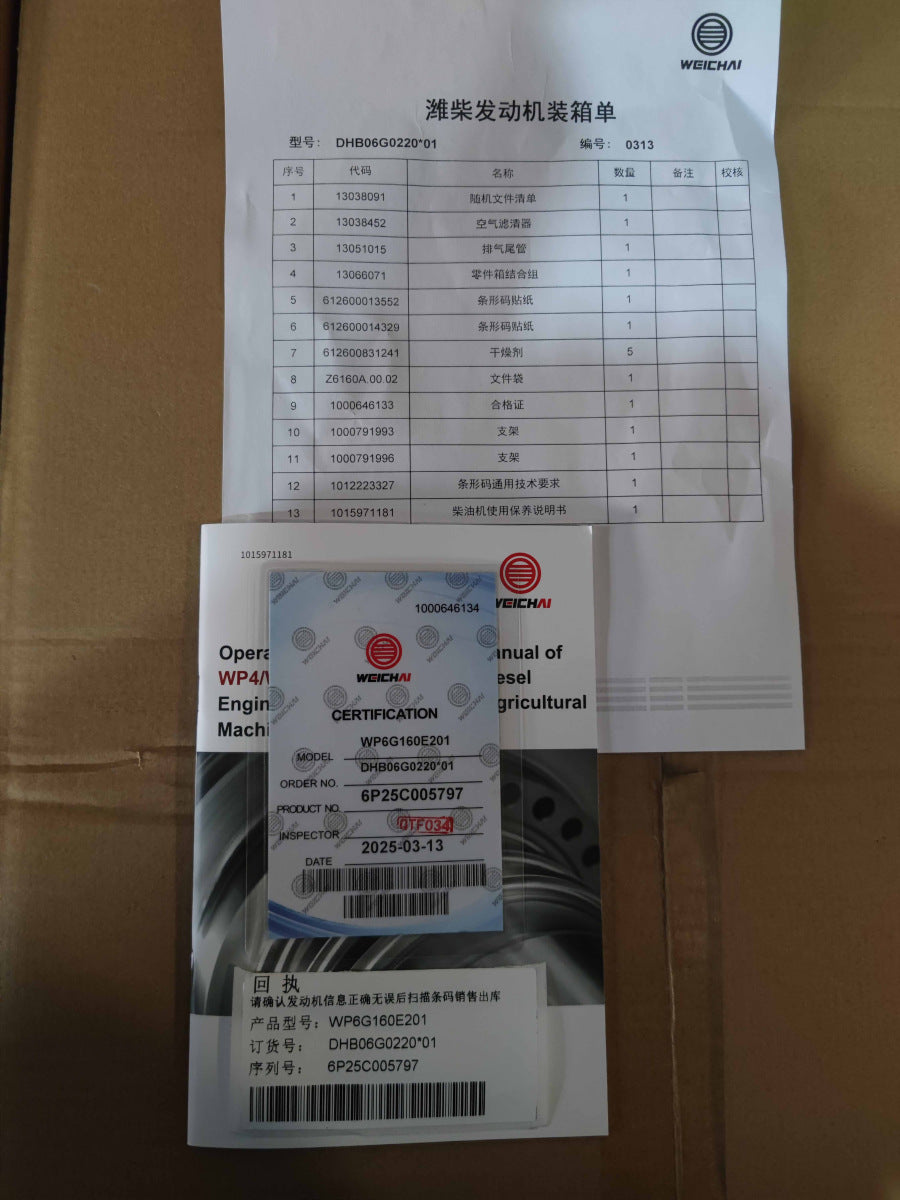 WEICHAI
潍柴发动机装箱单
型号： DHB06G0220*01 编号： 0313
序号 代码 名称 数量 备注 校核
1 13038091 随机文件清单 1
2 13038452 空气滤清器 1
3 13051015 排气尾管 1
4 13066071 零件箱结合组 1
5 612600013552 条形码贴纸 1
6 612600014329 条形码贴纸 1
7 612600831241 干燥剂 5
8 Z6160A.00.02 文件袋 1
9 1000646133 合格证 1
10 1000791993 支架 1
11 1000791996 支架 1
12 1012223327 条形码通用技术要求 1
13 1015971181 柴油机使用保养说明书 1
1015971181
WEICHAI
Opera anual of
WP4/ esel
Engin gricultural
Machi
1000646134
WEICHAI
CERTIFICATION
MODEL WP6G160E201
ORDER NO. DHB06G0220*01
PRODUCT NO. 6P25C005797
INSPECTOR QTF034
DATE 2025-03-13
回 执
请确认发动机信息正确无误后扫描条码销售出库
产品型号： WP6G160E201
订货号： DHB06G0220*01
序列号： 6P25C005797